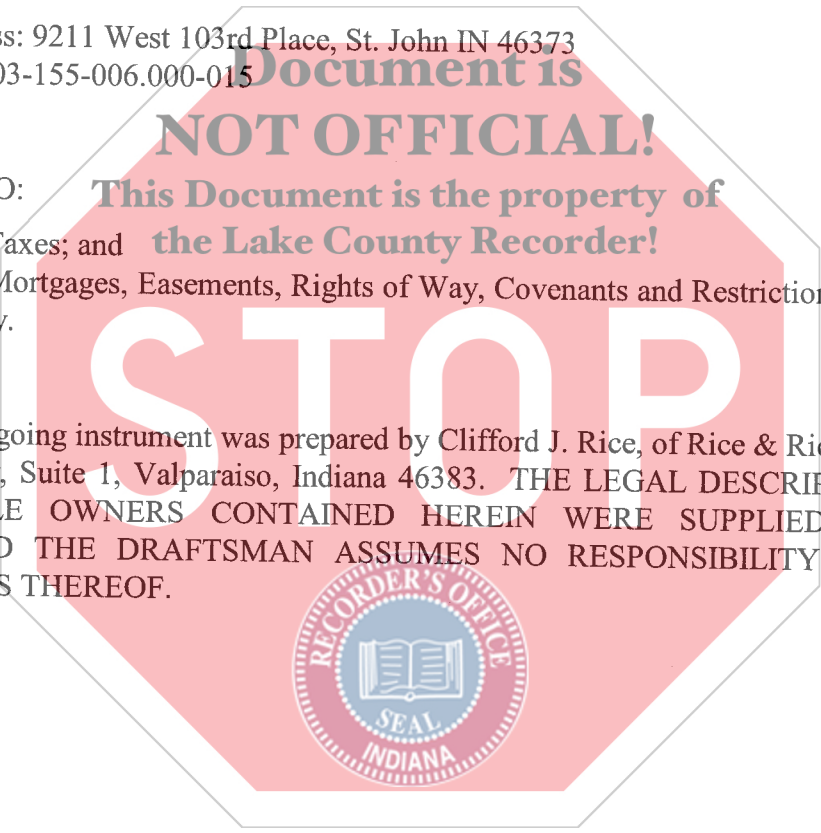 ss: 9211 West 103rd Place, St. John IN 46373
03-155-006.000-015
Document is
NOT OFFICIAL!
O:
This Document is the property of
Taxes; and
the Lake County Recorder!
Mortgages, Easements, Rights of Way, Covenants and Restriction
y.
STOP
going instrument was prepared by Clifford J. Rice, of Rice & Ric
, Suite 1, Valparaiso, Indiana 46383. THE LEGAL DESCRIP
LE OWNERS CONTAINED HEREIN WERE SUPPLIED
D THE DRAFTSMAN ASSUMES NO RESPONSIBILITY
S THEREOF.
RECORDER'S OFFICE
SEAL
INDIANA